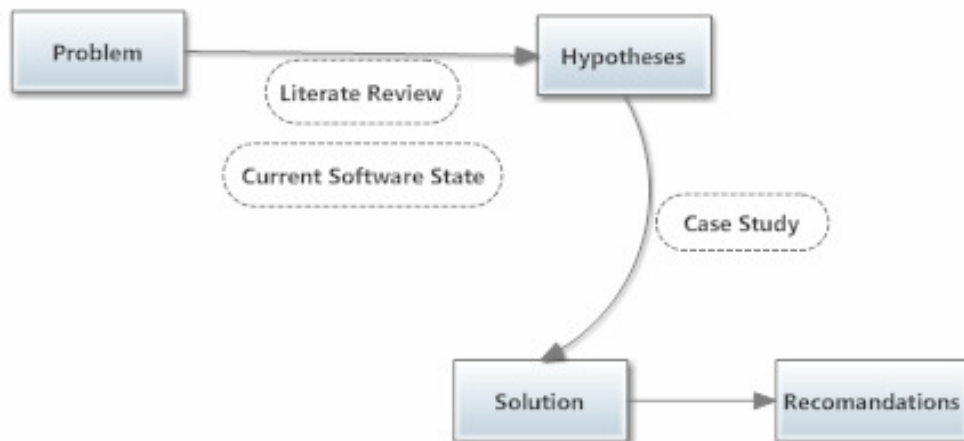 Problem
Hypotheses
Literate Review
Current Software State
Case Study
Solution
Recomandations